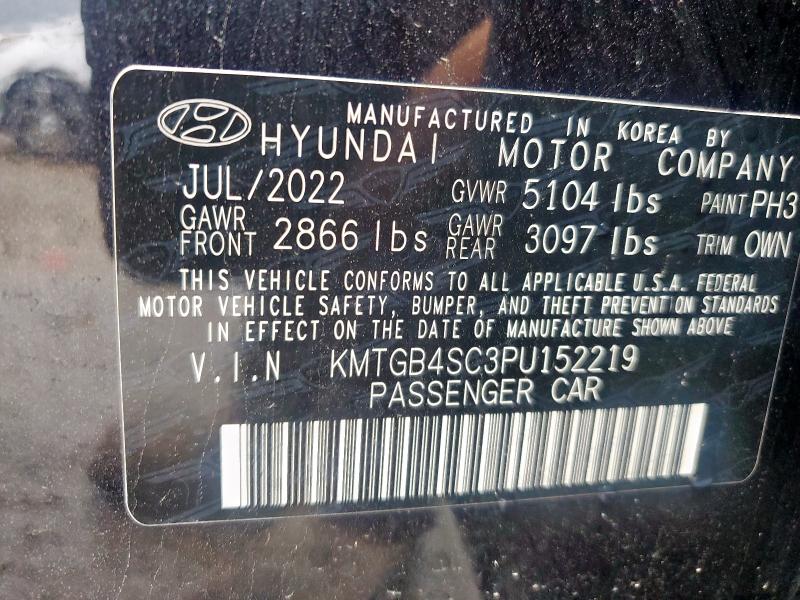 MANUFACTURED IN KOREA BY
HYUNDAI MOTOR COMPANY
JUL/2022 GVWR 5104 lbs PAINT PH3
GAWR FRONT 2866 lbs GAWR REAR 3097 lbs TRIM OWN
THIS VEHICLE CONFORMS TO ALL APPLICABLE U.S.A. FEDERAL
MOTOR VEHICLE SAFETY, BUMPER, AND THEFT PREVENTION STANDARDS
IN EFFECT ON THE DATE OF MANUFACTURE SHOWN ABOVE
V.I.N KMTGB4SC3PU152219
PASSENGER CAR